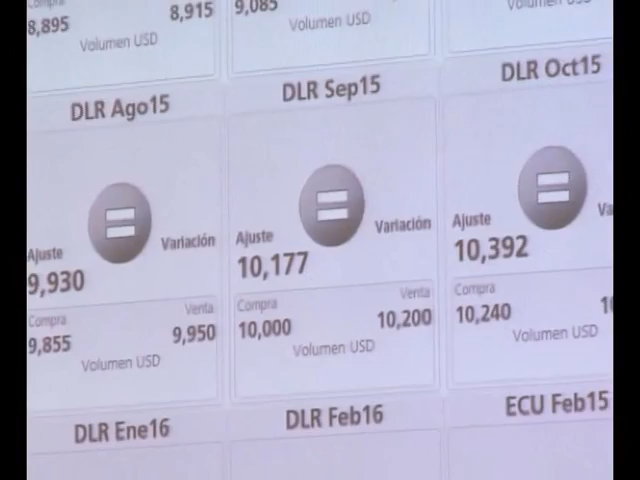 8,895 8,915
Volumen USD
9,085
Volumen USD
DLR Ago15
DLR Sep15
DLR Oct15
Ajuste Variación
9,930
Compra Venta
9,855 9,950
Volumen USD
Ajuste Variación
10,177
Compra Venta
10,000 10,200
Volumen USD
Ajuste
10,392
Compra
10,240
Volumen USD
DLR Ene16
DLR Feb16
ECU Feb15